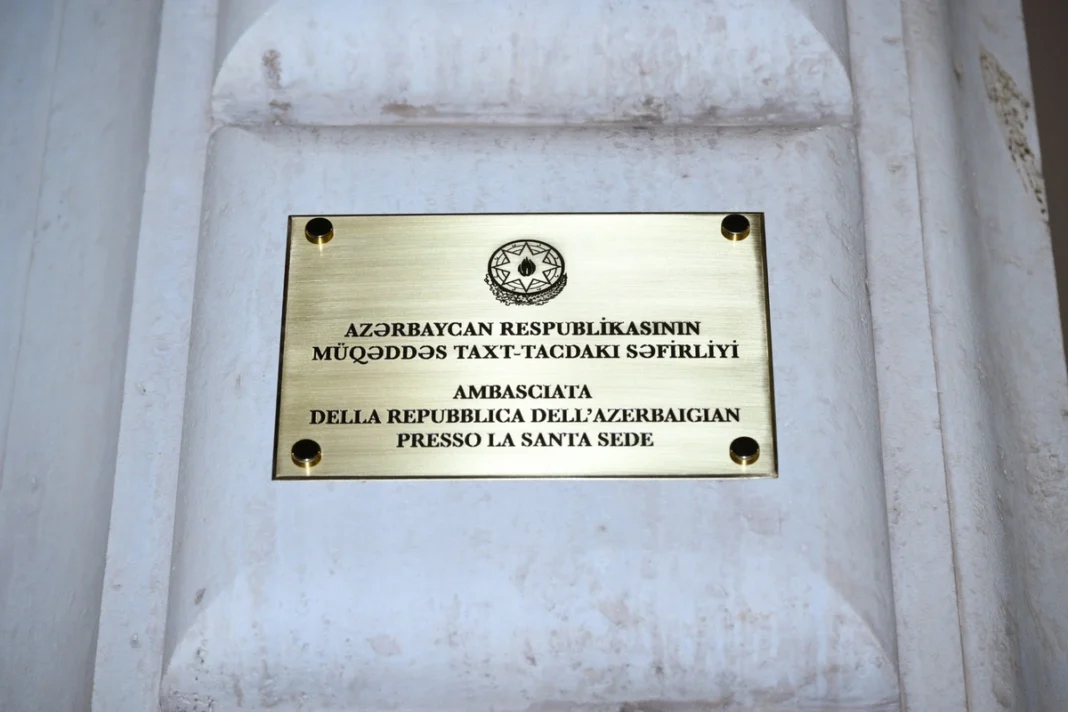 AZƏRBAYCAN RESPUBLİKASININ
MÜQƏDDƏS TAXT-TACDAKI SƏFİRLİYİ
AMBASCIATA
DELLA REPUBBLICA DELL’AZERBAIGIAN
PRESSO LA SANTA SEDE